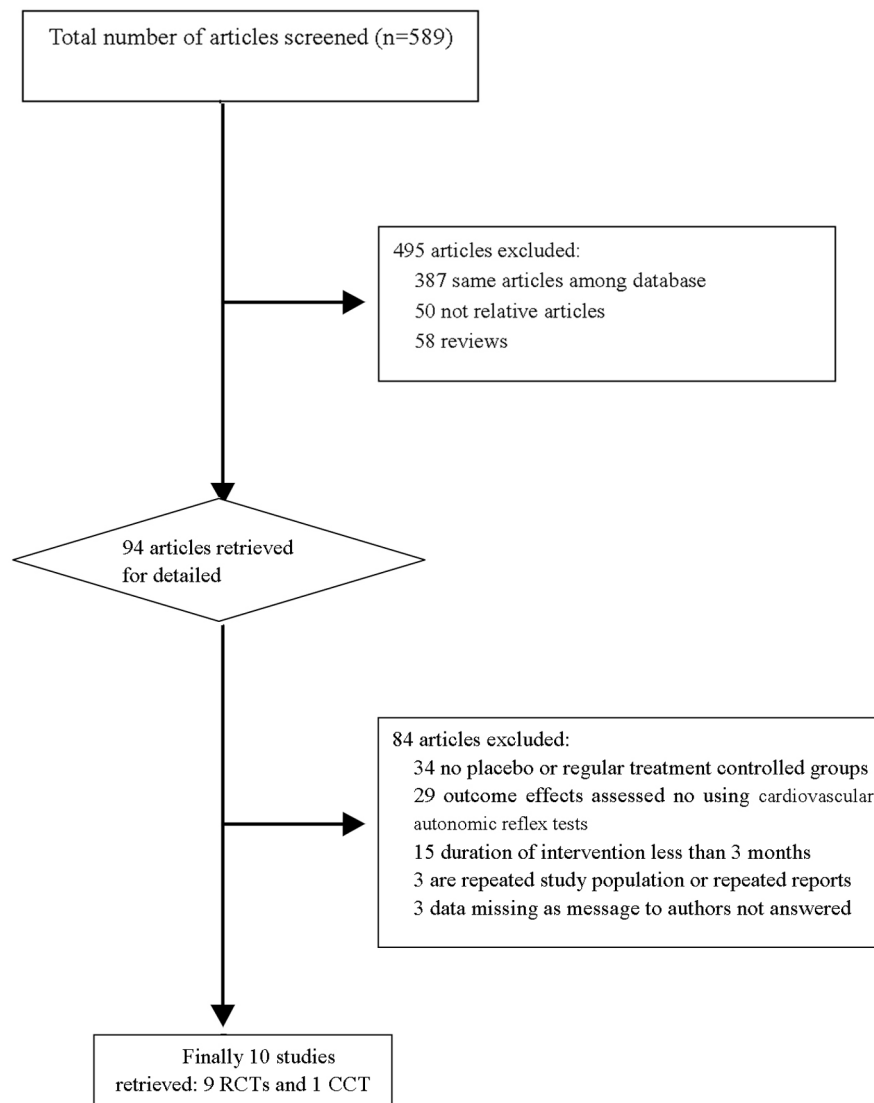 Total number of articles screened (n=589)
495 articles excluded:
387 same articles among database
50 not relative articles
58 reviews
94 articles retrieved
for detailed
84 articles excluded:
34 no placebo or regular treatment controlled groups
29 outcome effects assessed no using cardiovascular
autonomic reflex tests
15 duration of intervention less than 3 months
3 are repeated study population or repeated reports
3 data missing as message to authors not answered
Finally 10 studies
retrieved: 9 RCTs and 1 CCT